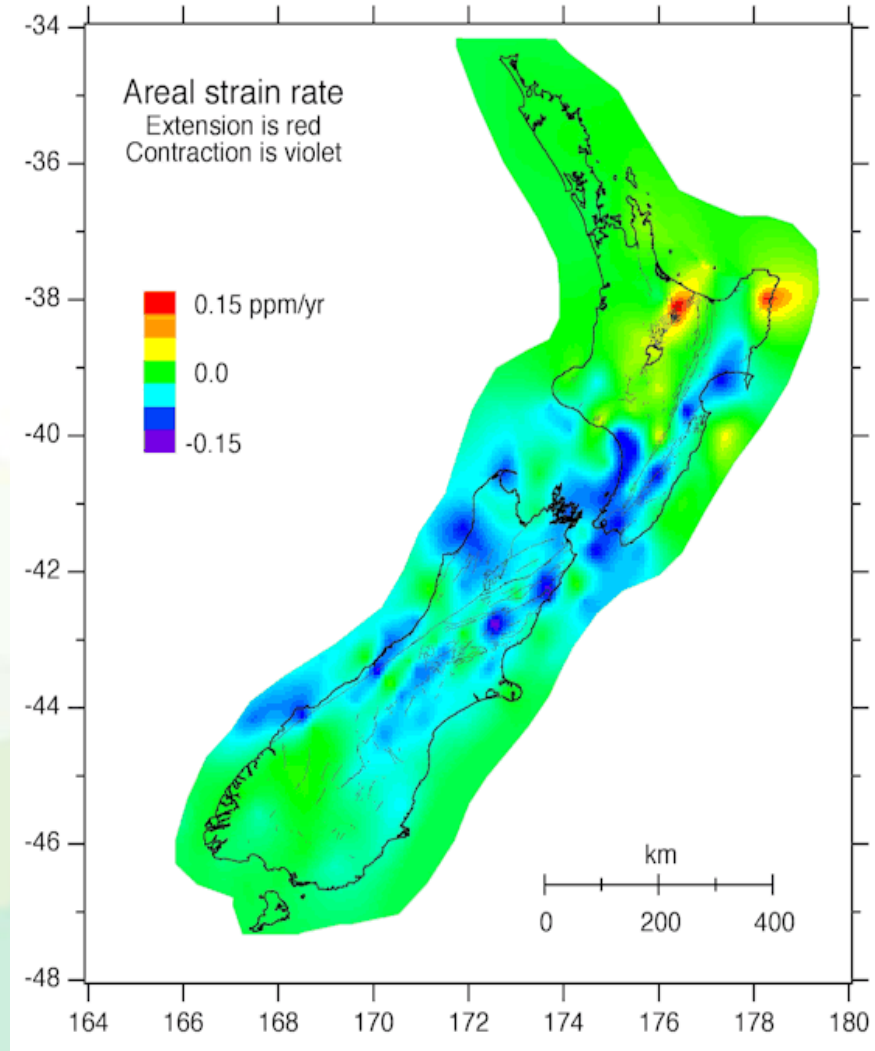 Areal strain rate
Extension is red
Contraction is violet
0.15 ppm/yr
0.0
-0.15
-34
-36
-38
-40
-42
-44
-46
-48
km
0 200 400
164 166 168 170 172 174 176 178 180